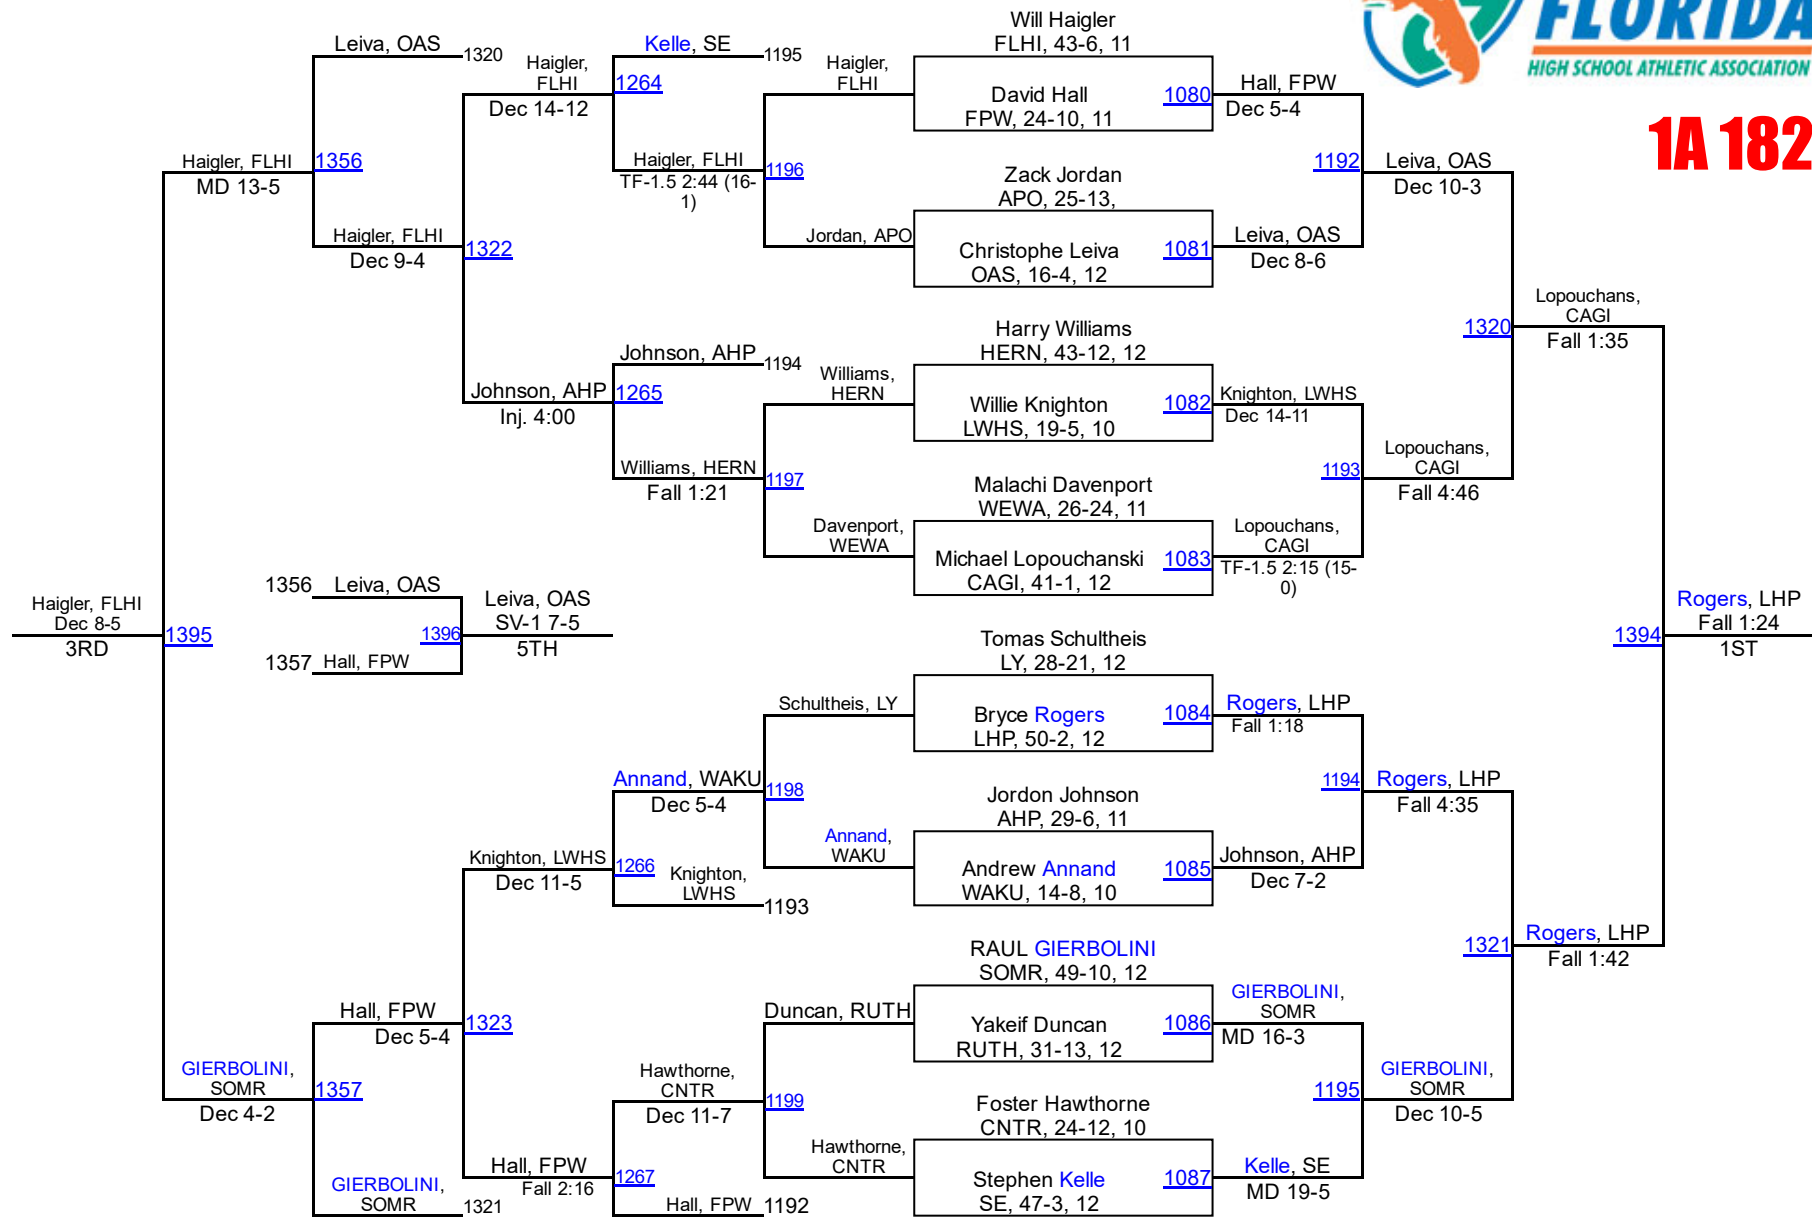 FLORIDA
HIGH SCHOOL ATHLETIC ASSOCIATION
1A 182
Leiva, OAS
1320
Haigler,
FLHI
Dec 14-12
Kelle, SE
1195
1264
Haigler,
FLHI
Haigler, FLHI
TF-1.5 2:44 (16-
1)
1196
Jordan, APO
Haigler, FLHI
MD 13-5
1356
Haigler, FLHI
Dec 9-4
1322
Johnson, AHP
1194
Johnson, AHP
Inj. 4:00
1265
Williams,
HERN
Williams, HERN
Fall 1:21
1197
Davenport,
WEWA
Will Haigler
FLHI, 43-6, 11
David Hall
FPW, 24-10, 11
1080
Hall, FPW
Dec 5-4
Zack Jordan
APO, 25-13,
Christophe Leiva
OAS, 16-4, 12
1081
Leiva, OAS
Dec 8-6
1192
Leiva, OAS
Dec 10-3
Harry Williams
HERN, 43-12, 12
Willie Knighton
LWHS, 19-5, 10
1082
Knighton, LWHS
Dec 14-11
Malachi Davenport
WEWA, 26-24, 11
Michael Lopouchanski
CAGI, 41-1, 12
1083
Lopouchans,
CAGI
TF-1.5 2:15 (15-
0)
1193
Lopouchans,
CAGI
Fall 4:46
1320
Lopouchans,
CAGI
Fall 1:35
Haigler, FLHI
Dec 8-5
3RD
1395
1356
Leiva, OAS
1357
Hall, FPW
1396
Leiva, OAS
SV-1 7-5
5TH
1394
Rogers, LHP
Fall 1:24
1ST
Tomas Schultheis
LY, 28-21, 12
Bryce Rogers
LHP, 50-2, 12
1084
Rogers, LHP
Fall 1:18
Jordon Johnson
AHP, 29-6, 11
Andrew Annand
WAKU, 14-8, 10
1085
Johnson, AHP
Dec 7-2
1194
Rogers, LHP
Fall 4:35
Schultheis, LY
Annand, WAKU
Dec 5-4
1198
Annand,
WAKU
Knighton, LWHS
Dec 11-5
1266
Knighton,
LWHS
1193
RAUL GIERBOLINI
SOMR, 49-10, 12
Yakeif Duncan
RUTH, 31-13, 12
1086
GIERBOLINI,
SOMR
MD 16-3
Foster Hawthorne
CNTR, 24-12, 10
Stephen Kelle
SE, 47-3, 12
1087
Kelle, SE
MD 19-5
1195
GIERBOLINI,
SOMR
Dec 10-5
1321
Rogers, LHP
Fall 1:42
Duncan, RUTH
Hawthorne,
CNTR
Dec 11-7
1199
Hawthorne,
CNTR
Hall, FPW
Dec 5-4
1323
GIERBOLINI,
SOMR
Dec 4-2
1357
Hall, FPW
Fall 2:16
1267
Hall, FPW
1192
GIERBOLINI,
SOMR
1321